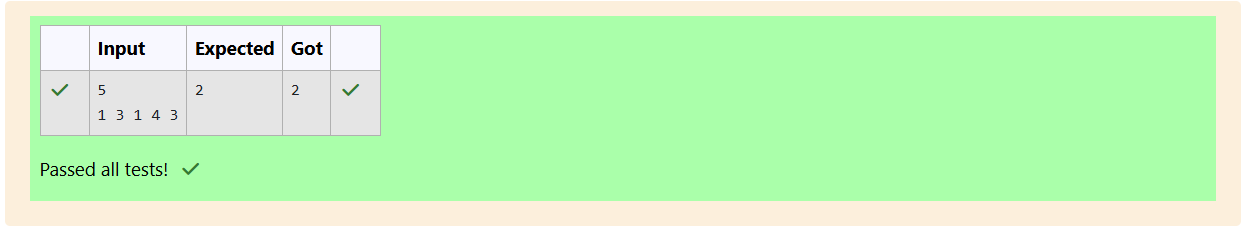 Input Expected Got
5 2 2
1 3 1 4 3
Passed all tests!